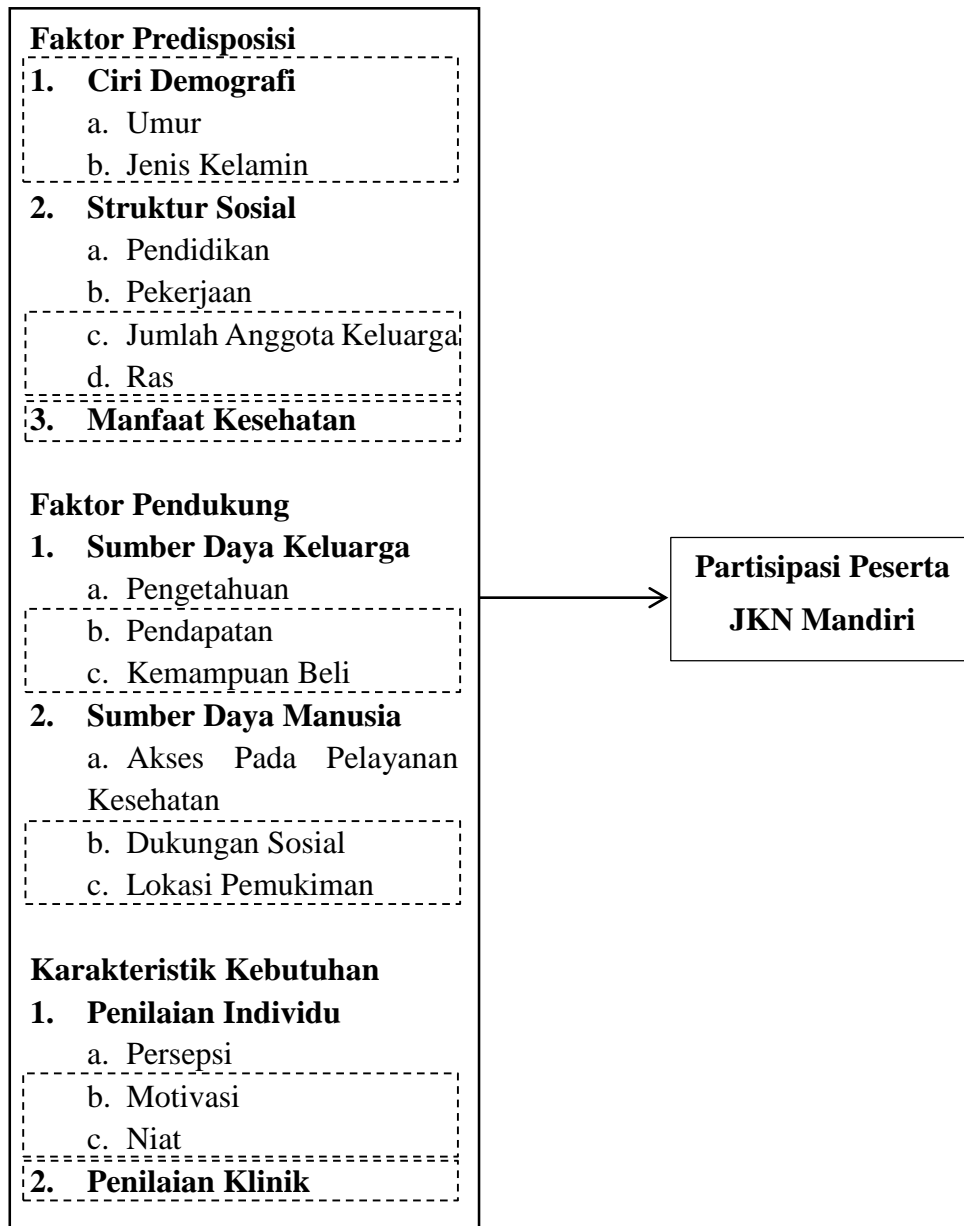 Faktor Predisposisi
1. Ciri Demografi
a. Umur
b. Jenis Kelamin
2. Struktur Sosial
a. Pendidikan
b. Pekerjaan
c. Jumlah Anggota Keluarga
d. Ras
3. Manfaat Kesehatan
Faktor Pendukung
1. Sumber Daya Keluarga
a. Pengetahuan
b. Pendapatan
c. Kemampuan Beli
2. Sumber Daya Manusia
a. Akses Pada Pelayanan
Kesehatan
b. Dukungan Sosial
c. Lokasi Pemukiman
Karakteristik Kebutuhan
1. Penilaian Individu
a. Persepsi
b. Motivasi
c. Niat
2. Penilaian Klinik
Partisipasi Peserta
JKN Mandiri